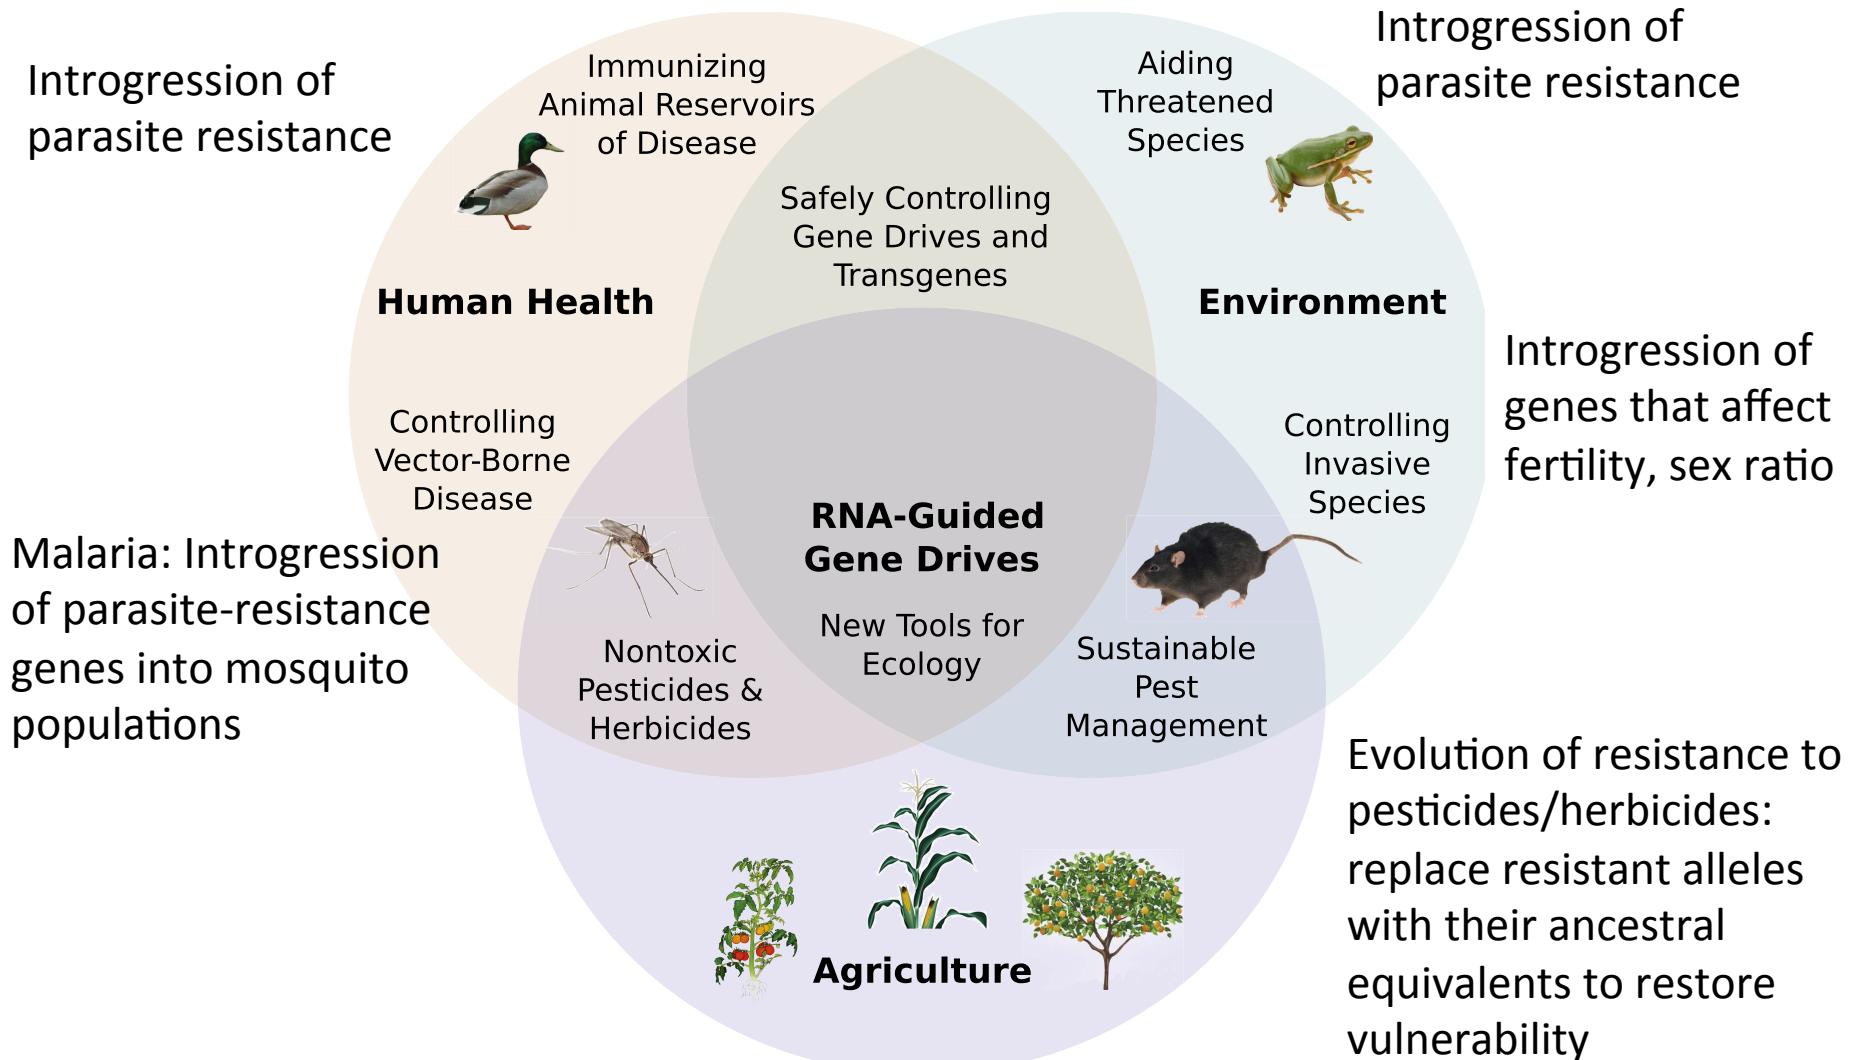 Introgression of
parasite resistance
Immunizing
Animal Reservoirs
of Disease
Aiding
Threatened
Species
Introgression of
parasite resistance
Safely Controlling
Gene Drives and
Transgenes
Human Health
Environment
Introgression of
genes that affect
fertility, sex ratio
Controlling
Vector-Borne
Disease
Controlling
Invasive
Species
Malaria: Introgression
of parasite-resistance
genes into mosquito
populations
RNA-Guided
Gene Drives
New Tools for
Ecology
Nontoxic
Pesticides &
Herbicides
Sustainable
Pest
Management
Evolution of resistance to
pesticides/herbicides:
replace resistant alleles
with their ancestral
equivalents to restore
vulnerability
Agriculture